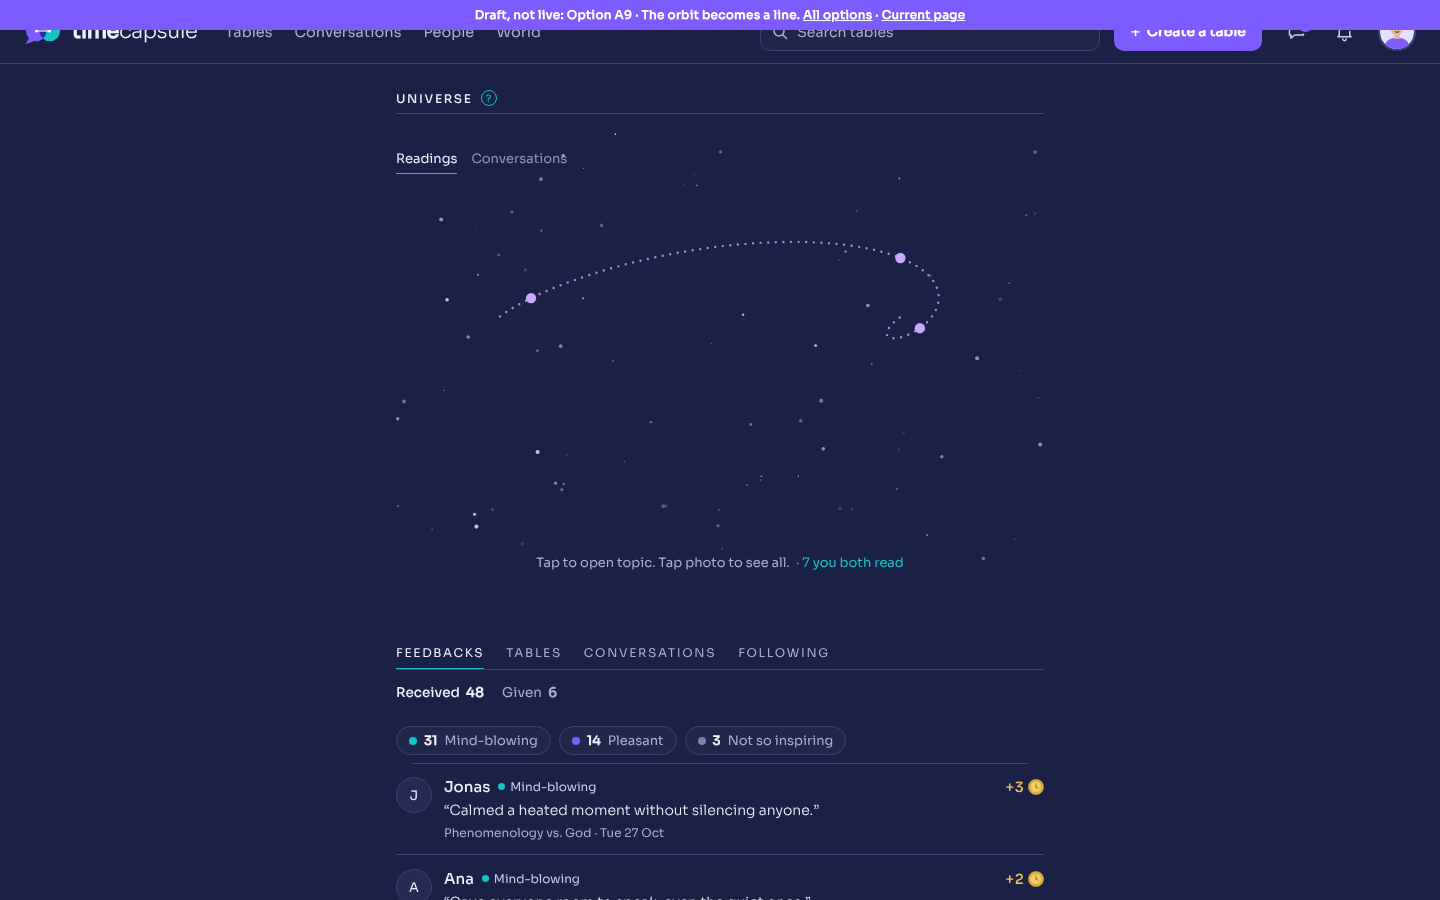 Draft, not live: Option A9 · The orbit becomes a line. All options · Current page
timecapsule Tables Conversations People World Search tables + Create a table
UNIVERSE ?
Readings Conversations
Tap to open topic. Tap photo to see all. · 7 you both read
FEEDBACKS TABLES CONVERSATIONS FOLLOWING
Received 48 Given 6
31 Mind-blowing 14 Pleasant 3 Not so inspiring
J Jonas Mind-blowing +3
“Calmed a heated moment without silencing anyone.”
Phenomenology vs. God · Tue 27 Oct
A Ana Mind-blowing +2